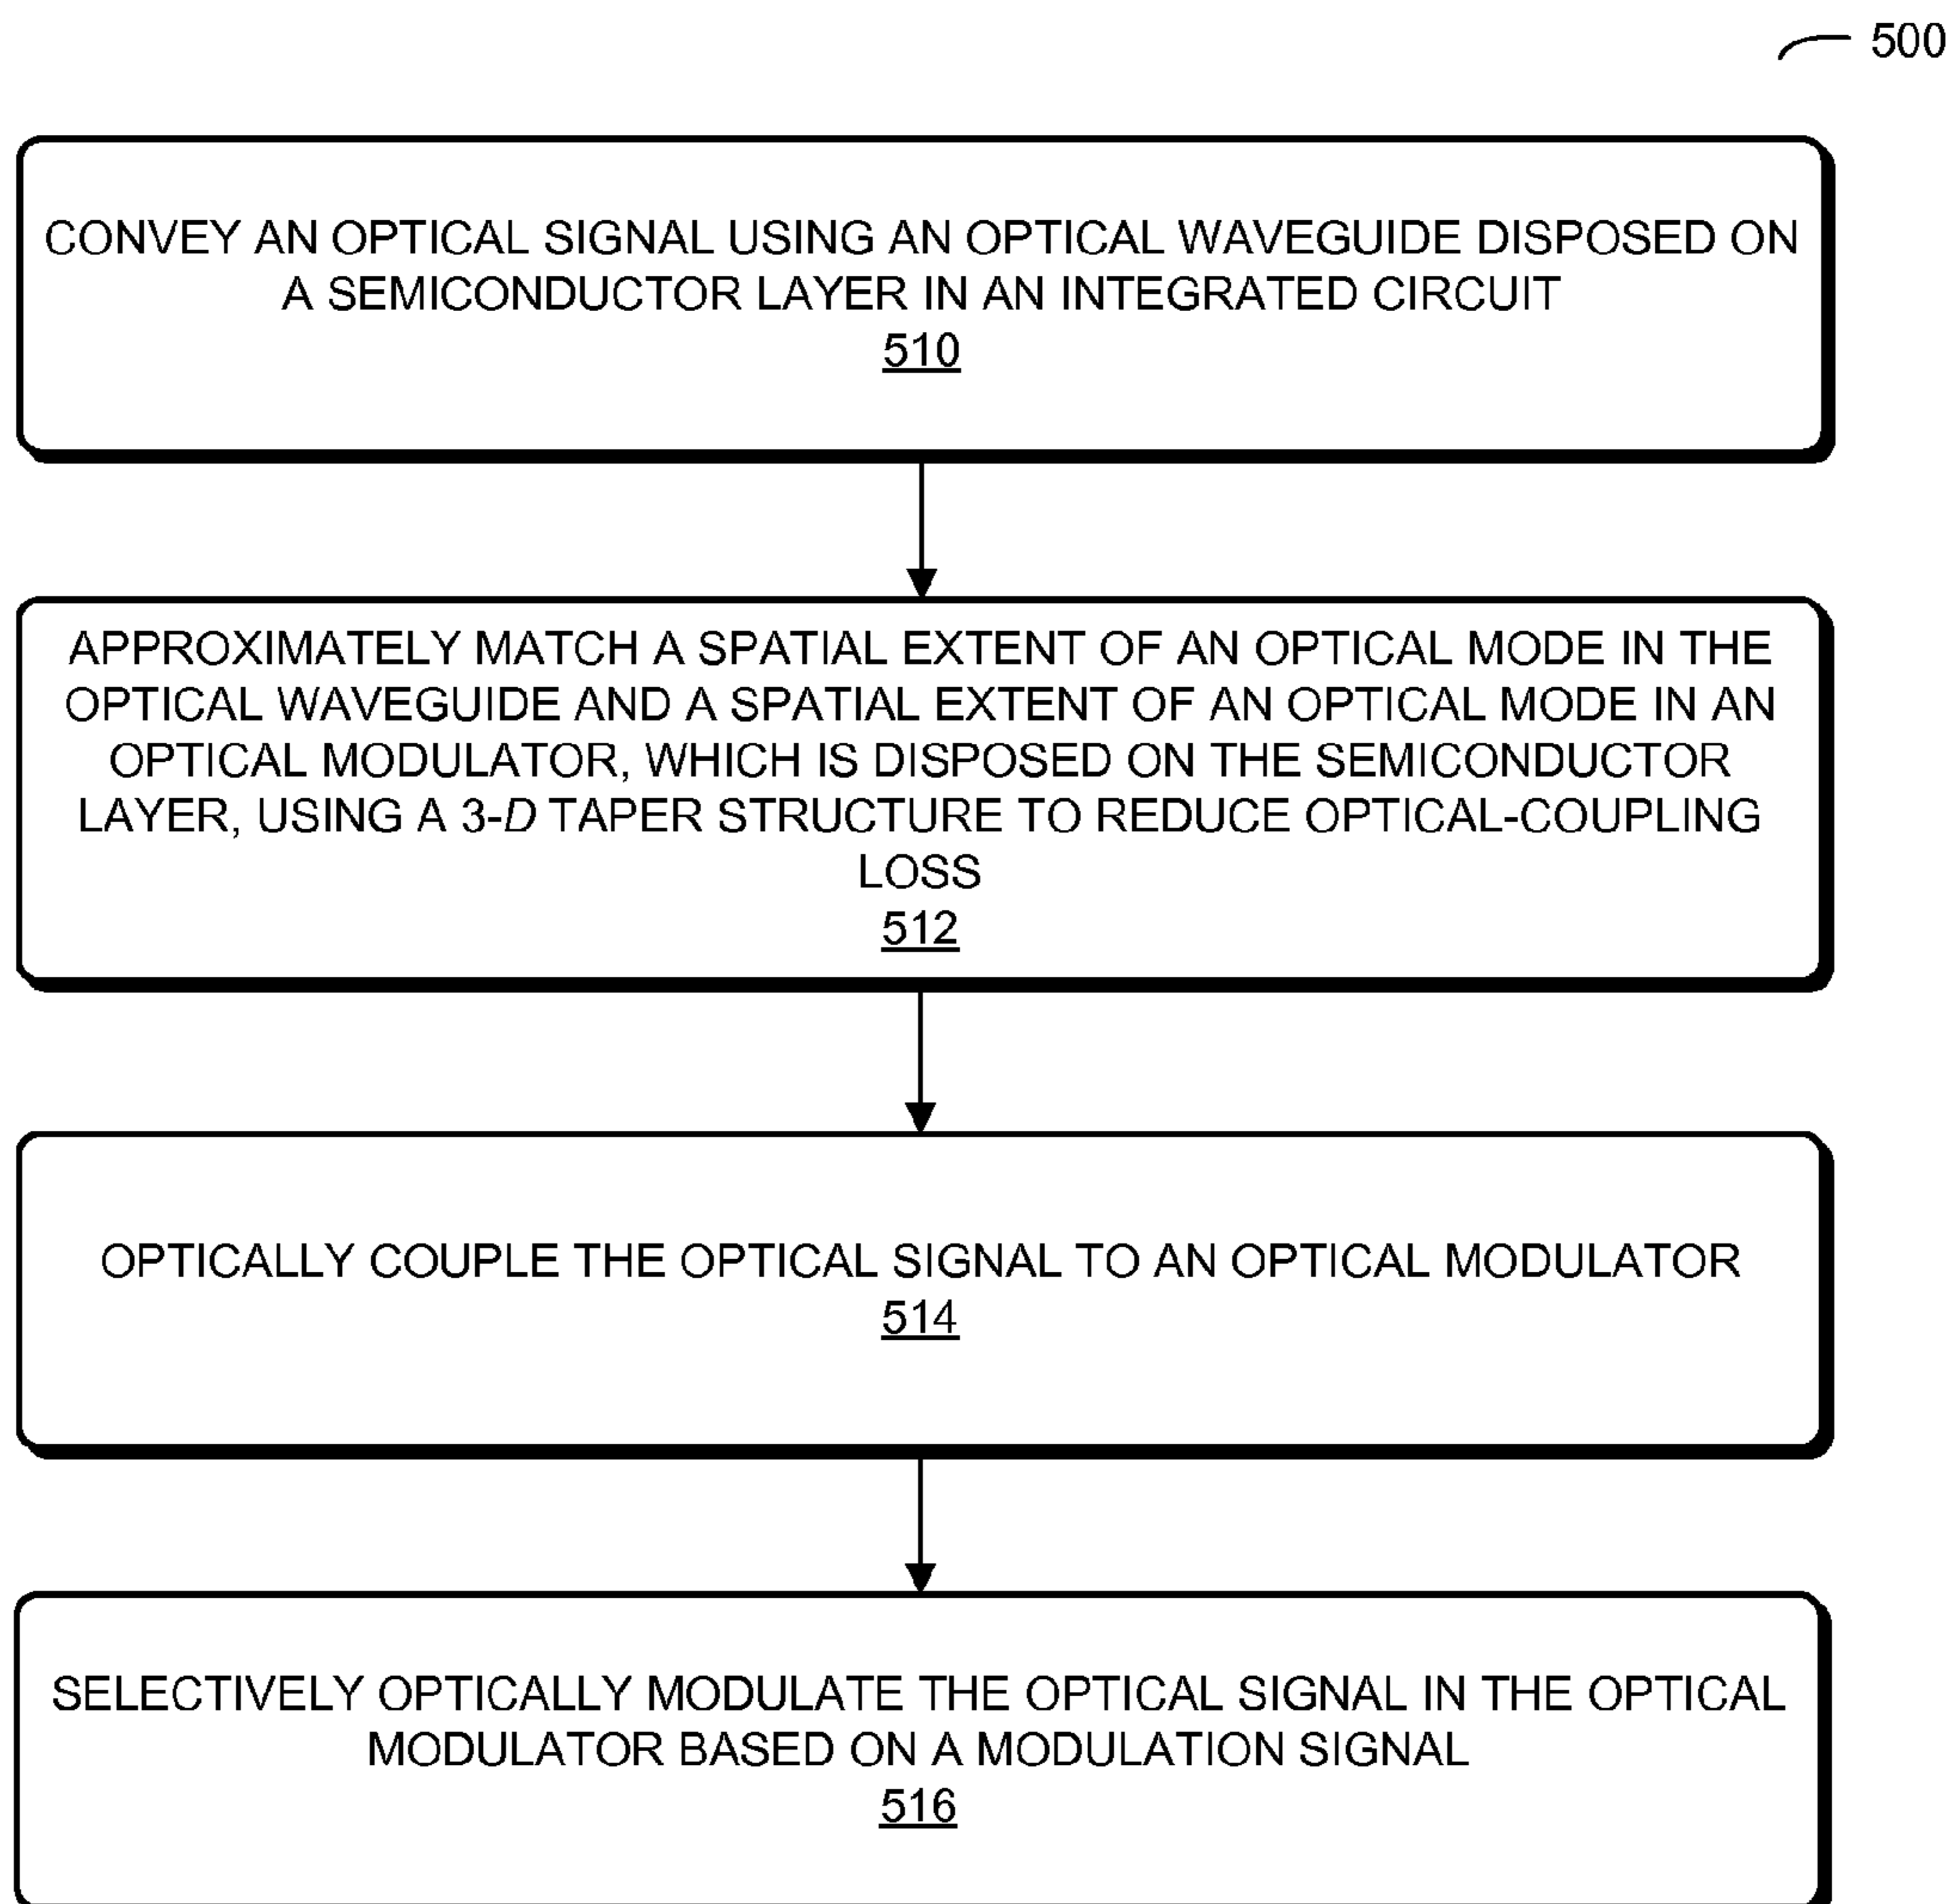 500
CONVEY AN OPTICAL SIGNAL USING AN OPTICAL WAVEGUIDE DISPOSED ON
A SEMICONDUCTOR LAYER IN AN INTEGRATED CIRCUIT
510
APPROXIMATELY MATCH A SPATIAL EXTENT OF AN OPTICAL MODE IN THE
OPTICAL WAVEGUIDE AND A SPATIAL EXTENT OF AN OPTICAL MODE IN AN
OPTICAL MODULATOR, WHICH IS DISPOSED ON THE SEMICONDUCTOR
LAYER, USING A 3-D TAPER STRUCTURE TO REDUCE OPTICAL-COUPLING
LOSS
512
OPTICALLY COUPLE THE OPTICAL SIGNAL TO AN OPTICAL MODULATOR
514
SELECTIVELY OPTICALLY MODULATE THE OPTICAL SIGNAL IN THE OPTICAL
MODULATOR BASED ON A MODULATION SIGNAL
516